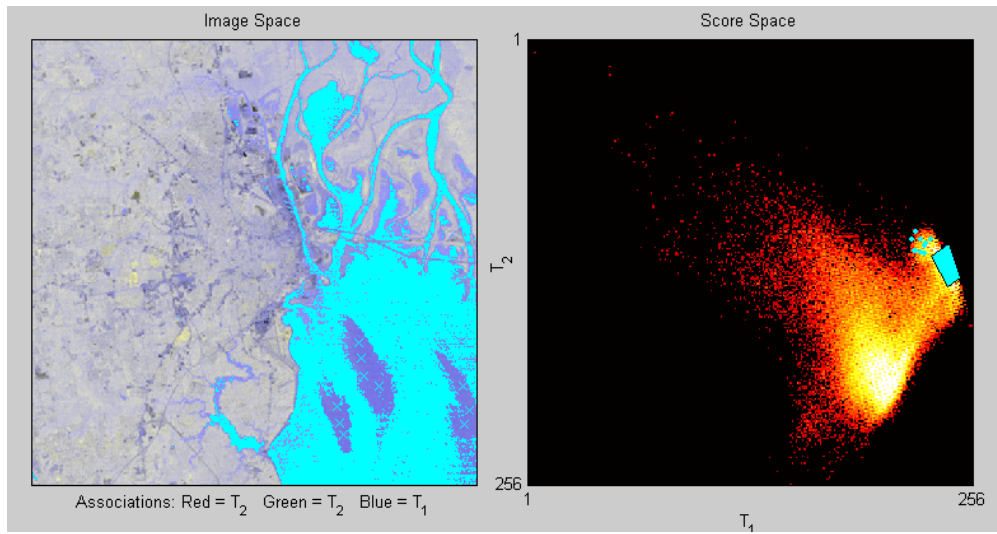 Image Space
Associations: Red = T₂ Green = T₂ Blue = T₁
Score Space
1
T₂
256
1
256
T₁